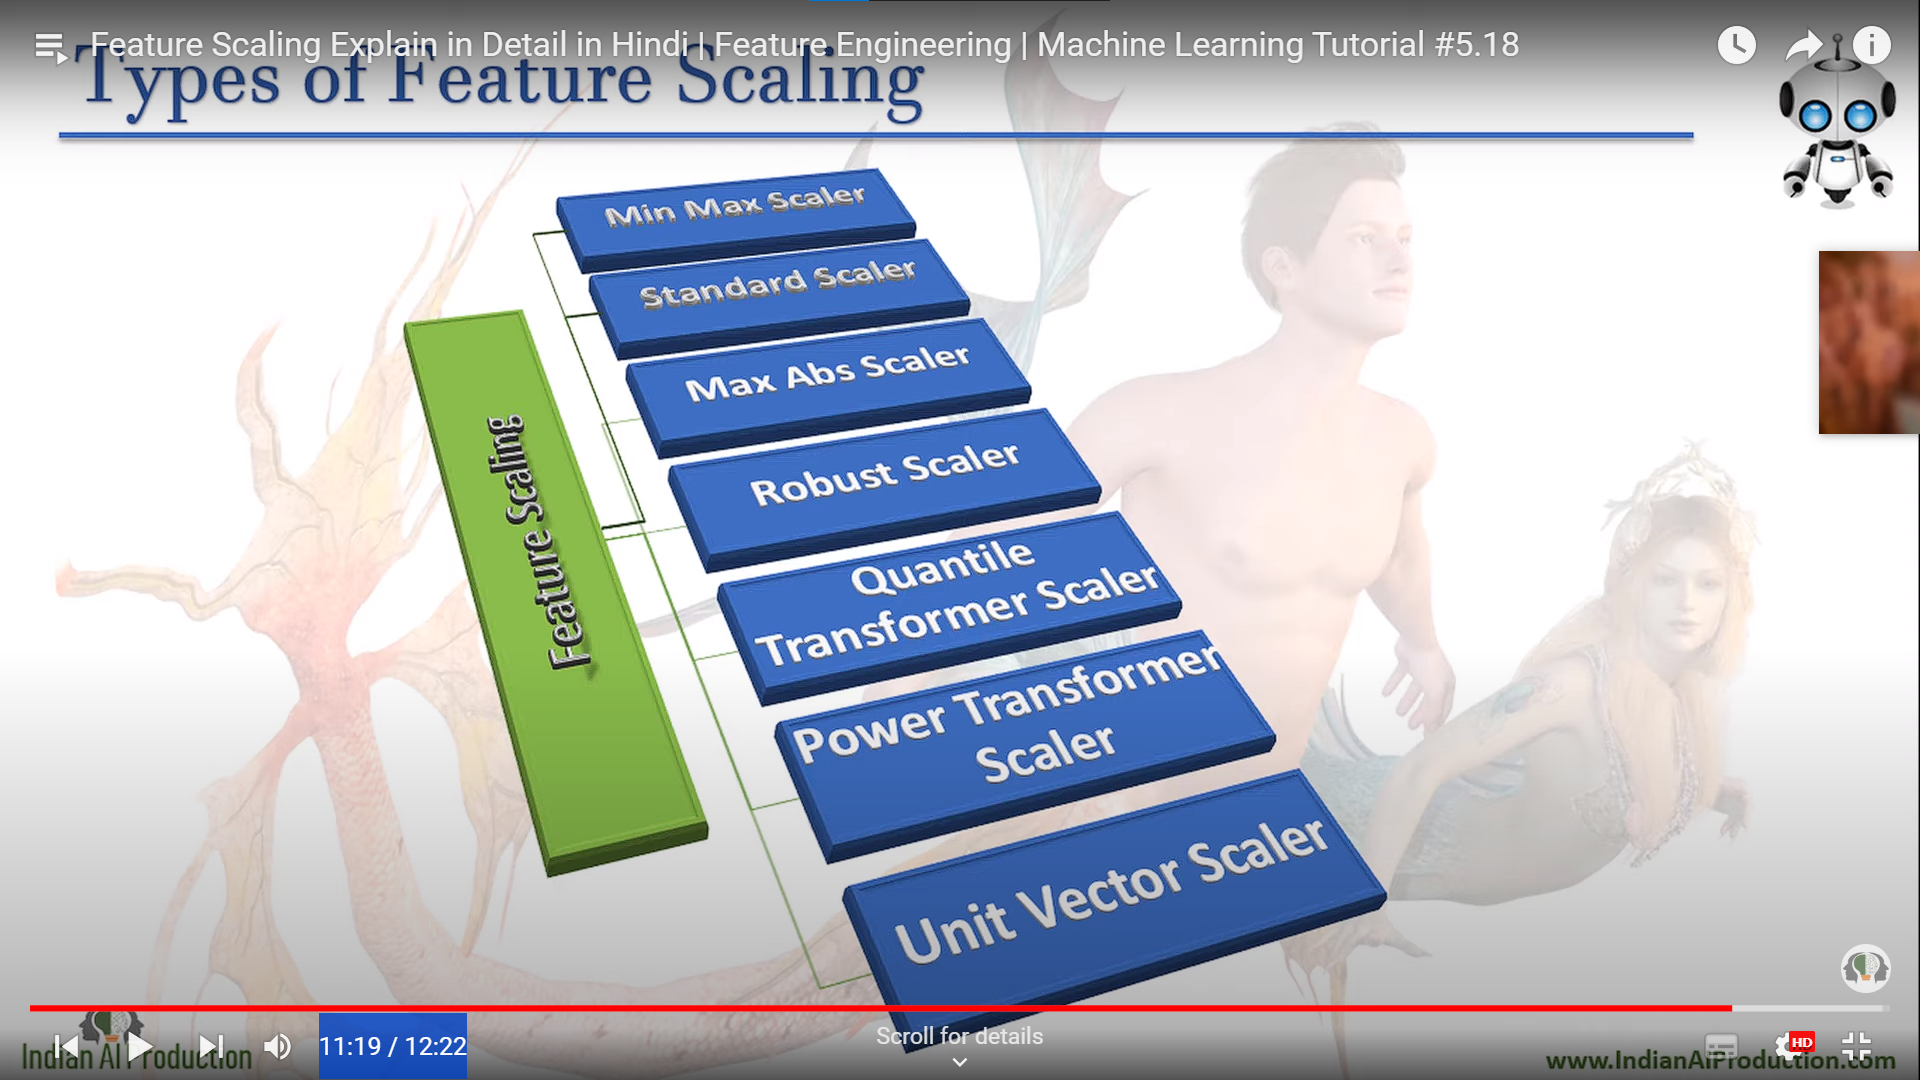 Feature Scaling Explain in Detail in Hindi | Feature Engineering | Machine Learning Tutorial #5.18
Types of Feature Scaling
Min Max Scaler
Standard Scaler
Max Abs Scaler
Robust Scaler
Feature Scaling
Quantile
Transformer Scaler
Power Transformer
Scaler
Unit Vector Scaler
11:19 / 12:22
Scroll for details
HD
Indian AI Production
www.IndianAIProduction.com